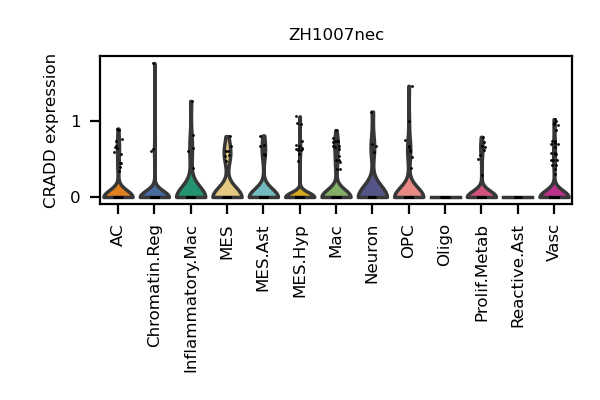 ZH1007nec
CRADD expression
1
0
AC
Chromatin.Reg
Inflammatory.Mac
MES
MES.Ast
MES.Hyp
Mac
Neuron
OPC
Oligo
Prolif.Metab
Reactive.Ast
Vasc